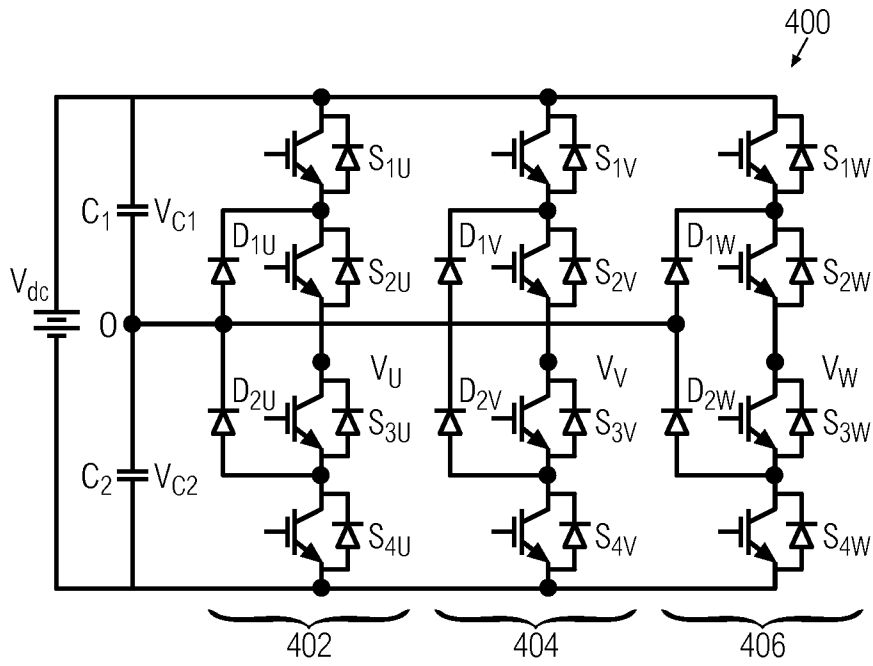 400
S1U S1V S1W
C1 VC1 D1U D1V D1W
S2U S2V S2W
Vdc
O
VU VV VW
D2U D2V D2W
S3U S3V S3W
C2 VC2
S4U S4V S4W
402 404 406